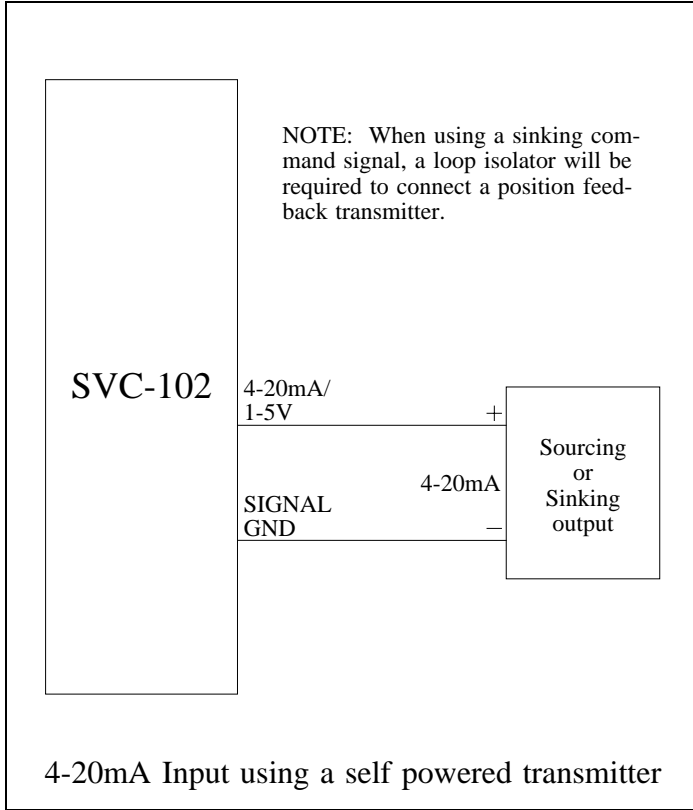 NOTE: When using a sinking com-
mand signal, a loop isolator will be
required to connect a position feed-
back transmitter.
SVC-102
4-20mA/
1-5V
+
Sourcing
or
Sinking
output
4-20mA
SIGNAL
GND
−
4-20mA Input using a self powered transmitter